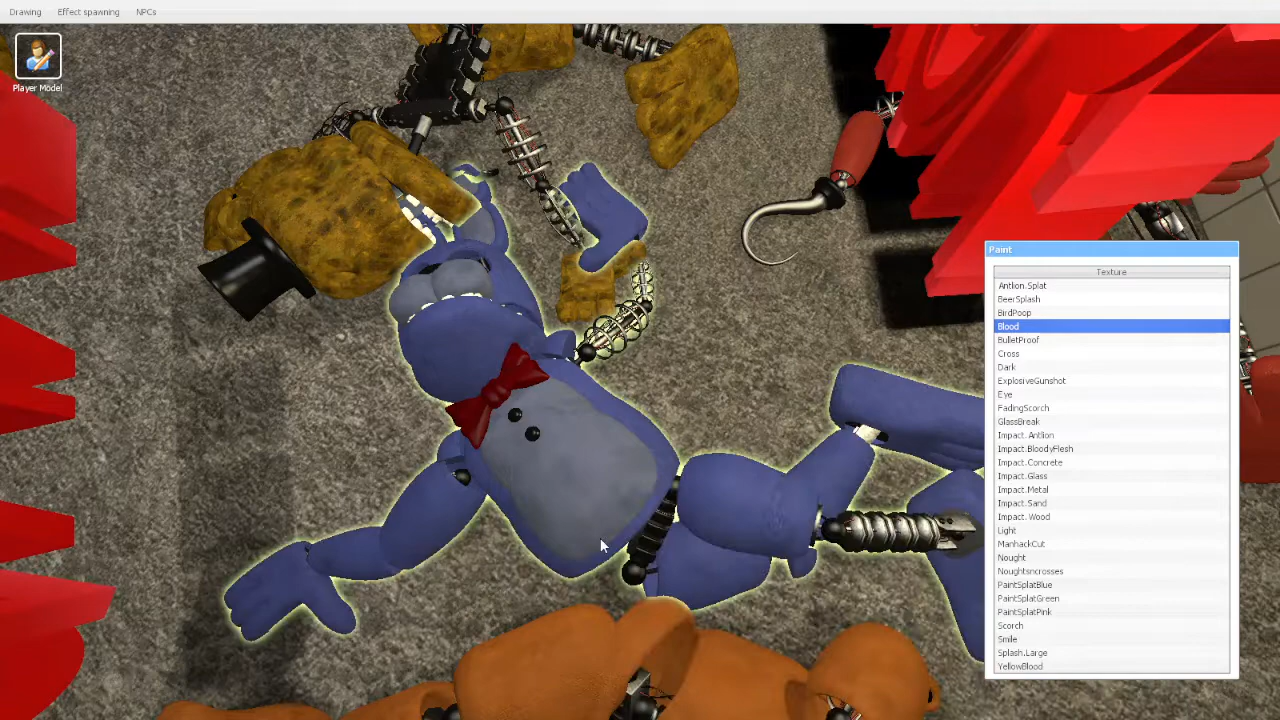 Drawing Effect spawning NPCs
Player Model
Paint
Texture
Antlion.Splat
BeerSplash
BirdPoop
Blood
BulletProof
Cross
Dark
ExplosiveGunshot
Eye
FadingScorch
GlassBreak
Impact.Antlion
Impact.BloodyFlesh
Impact.Concrete
Impact.Glass
Impact.Metal
Impact.Sand
Impact.Wood
Light
ManhackCut
Nought
Noughtsncrosses
PaintSplatBlue
PaintSplatGreen
PaintSplatPink
Scorch
Smile
Splash.Large
YellowBlood